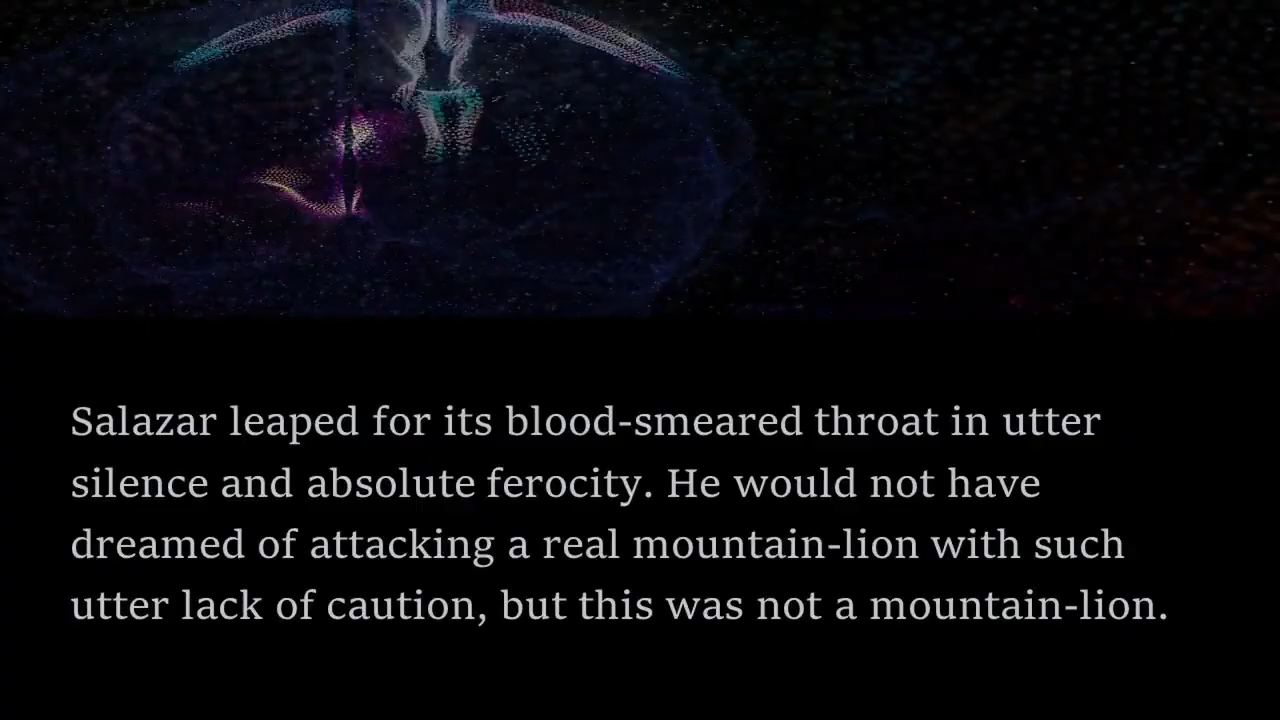 Salazar leaped for its blood-smeared throat in utter
silence and absolute ferocity. He would not have
dreamed of attacking a real mountain-lion with such
utter lack of caution, but this was not a mountain-lion.